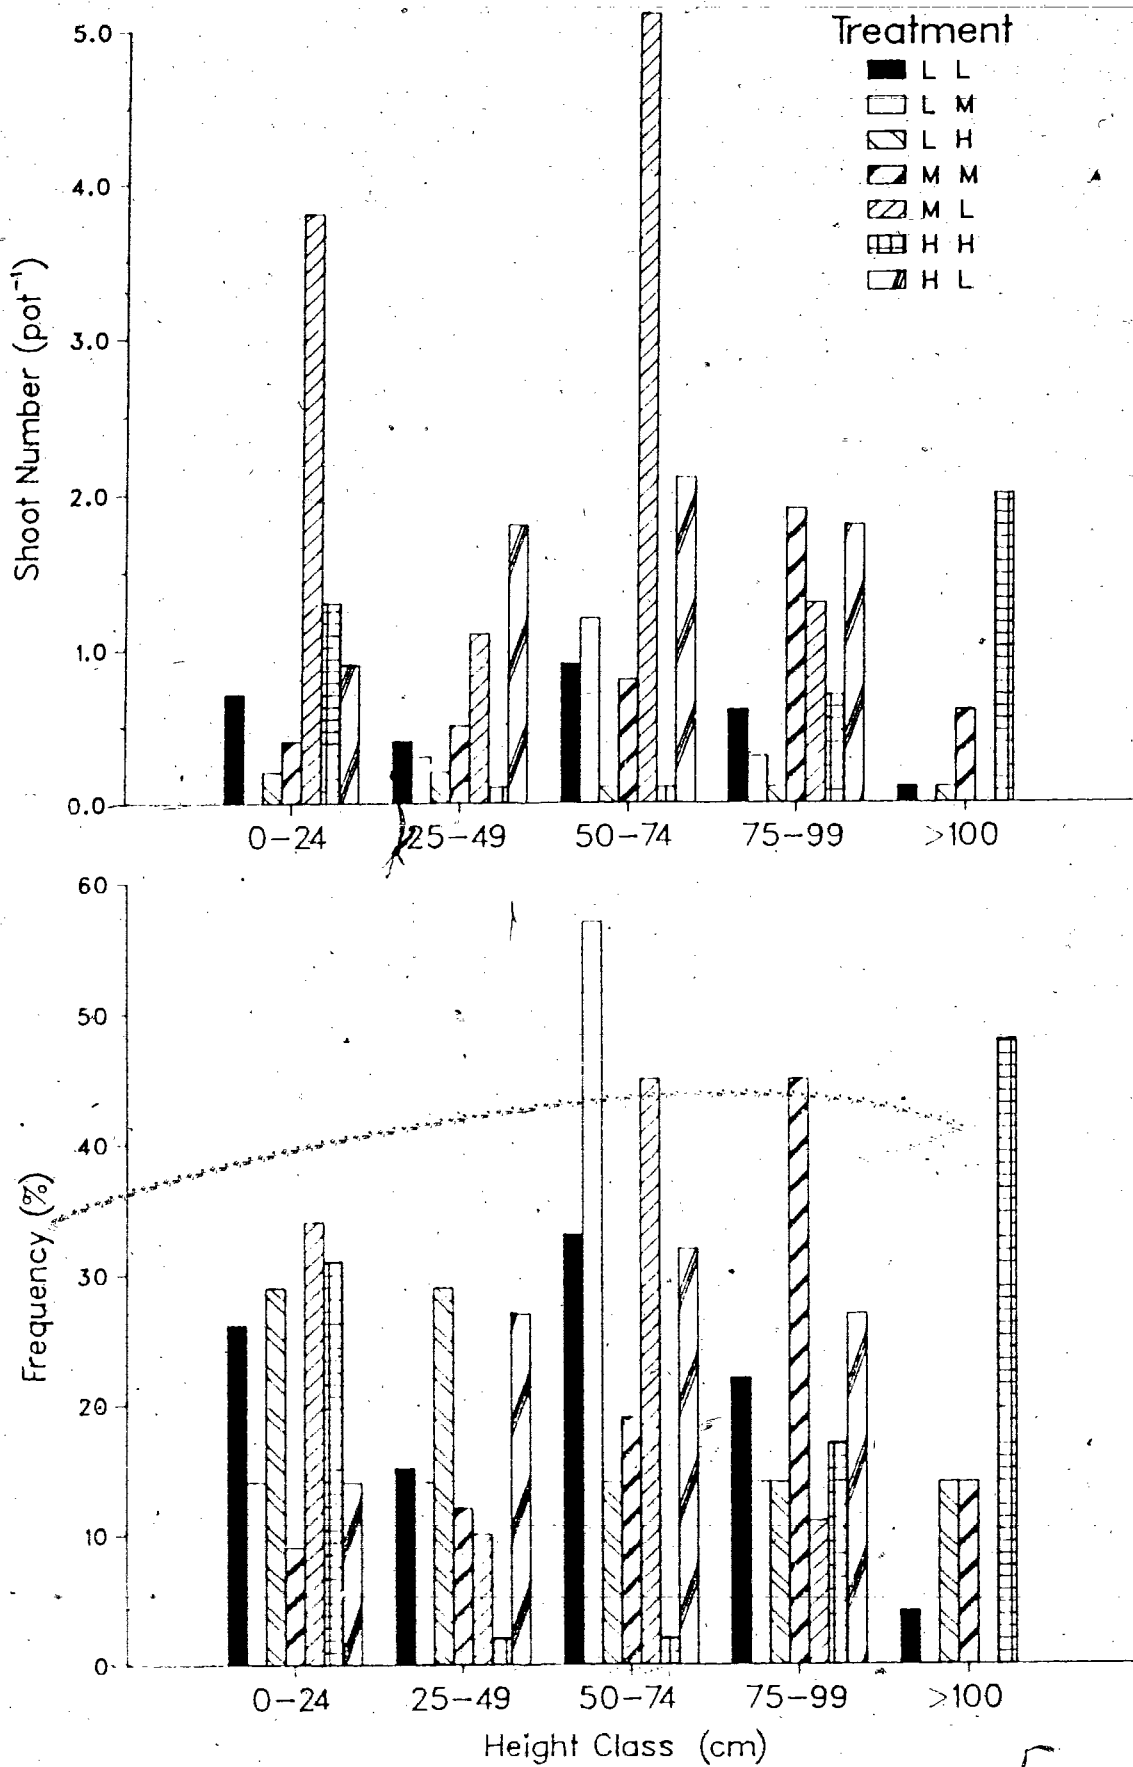 Treatment
L L
L M
L H
M M
M L
H H
H L
Shoot Number (pot⁻¹)
5.0
4.0
3.0
2.0
1.0
0.0
0-24 25-49 50-74 75-99 >100
Frequency (%)
60
50
40
30
20
10
0
0-24 25-49 50-74 75-99 >100
Height Class (cm)